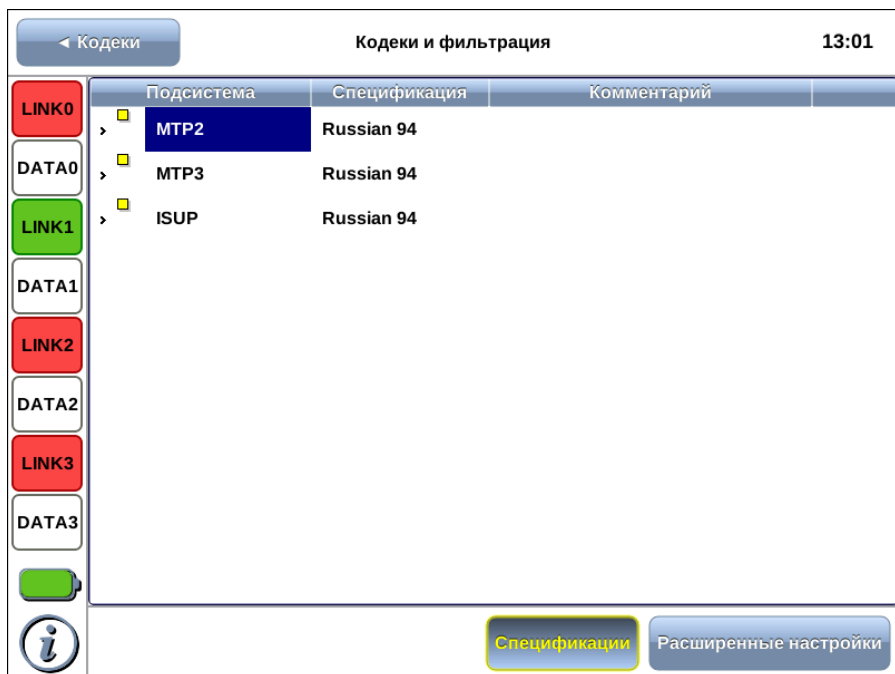 ◄ Кодеки
Кодеки и фильтрация
13:01
Подсистема Спецификация Комментарий
LINK0
MTP2 Russian 94
DATA0
MTP3 Russian 94
LINK1
ISUP Russian 94
DATA1
LINK2
DATA2
LINK3
DATA3
i
Спецификации
Расширенные настройки